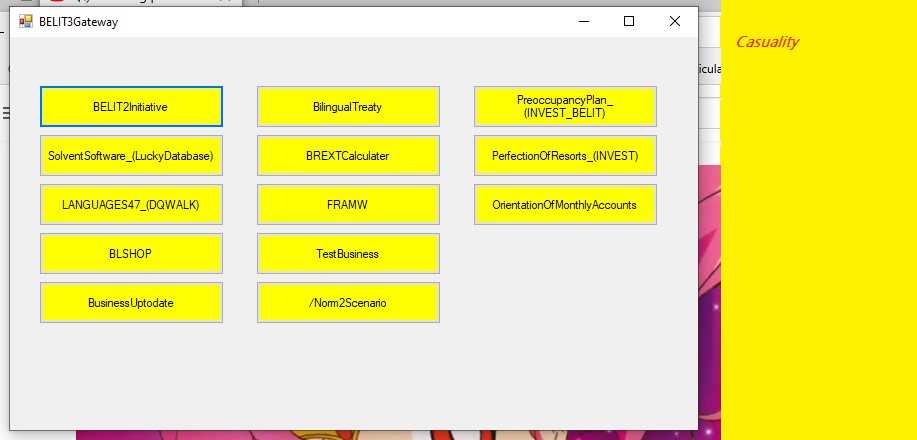 BELIT3Gateway
Casuality
BELIT2Initiative
BilingualTreaty
PreoccupancyPlan_
(INVEST_BELIT)
SolventSoftware_(LuckyDatabase)
BREXTCalculater
PerfectionOfResorts_(INVEST)
LANGUAGES47_(DQWALK)
FRAMW
OrientationOfMonthlyAccounts
BLSHOP
TestBusiness
BusinessUptodate
/Norm2Scenario